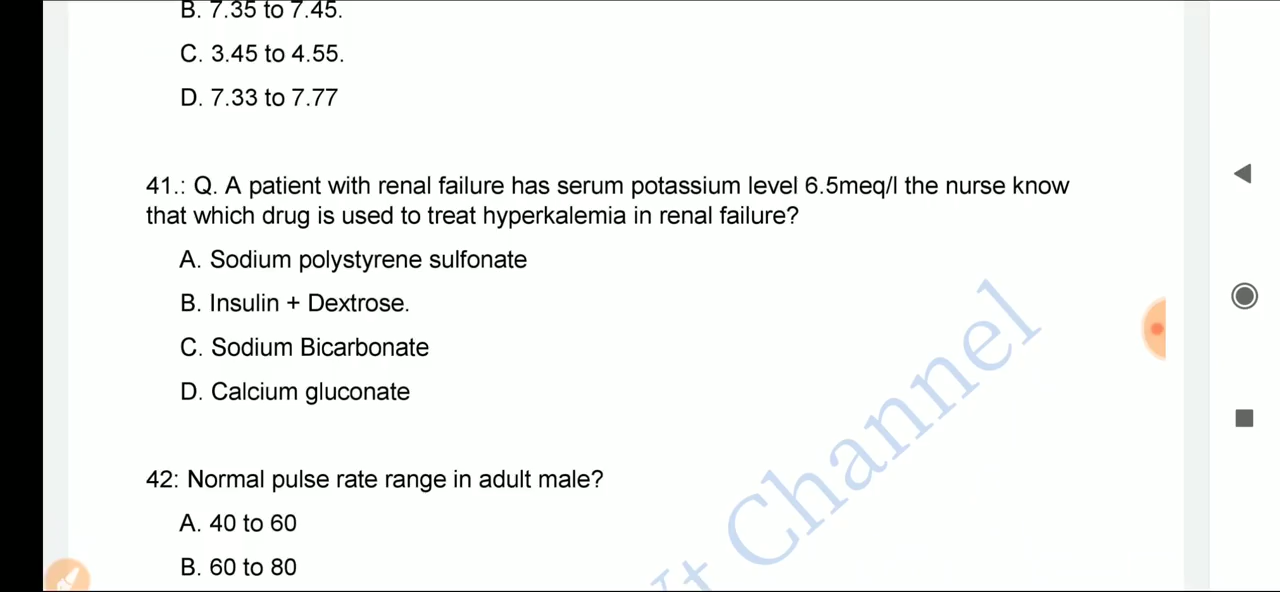 B. 7.35 to 7.45.
C. 3.45 to 4.55.
D. 7.33 to 7.77
41.: Q. A patient with renal failure has serum potassium level 6.5meq/l the nurse know
that which drug is used to treat hyperkalemia in renal failure?
A. Sodium polystyrene sulfonate
B. Insulin + Dextrose.
C. Sodium Bicarbonate
D. Calcium gluconate
42: Normal pulse rate range in adult male?
A. 40 to 60
B. 60 to 80
Channel